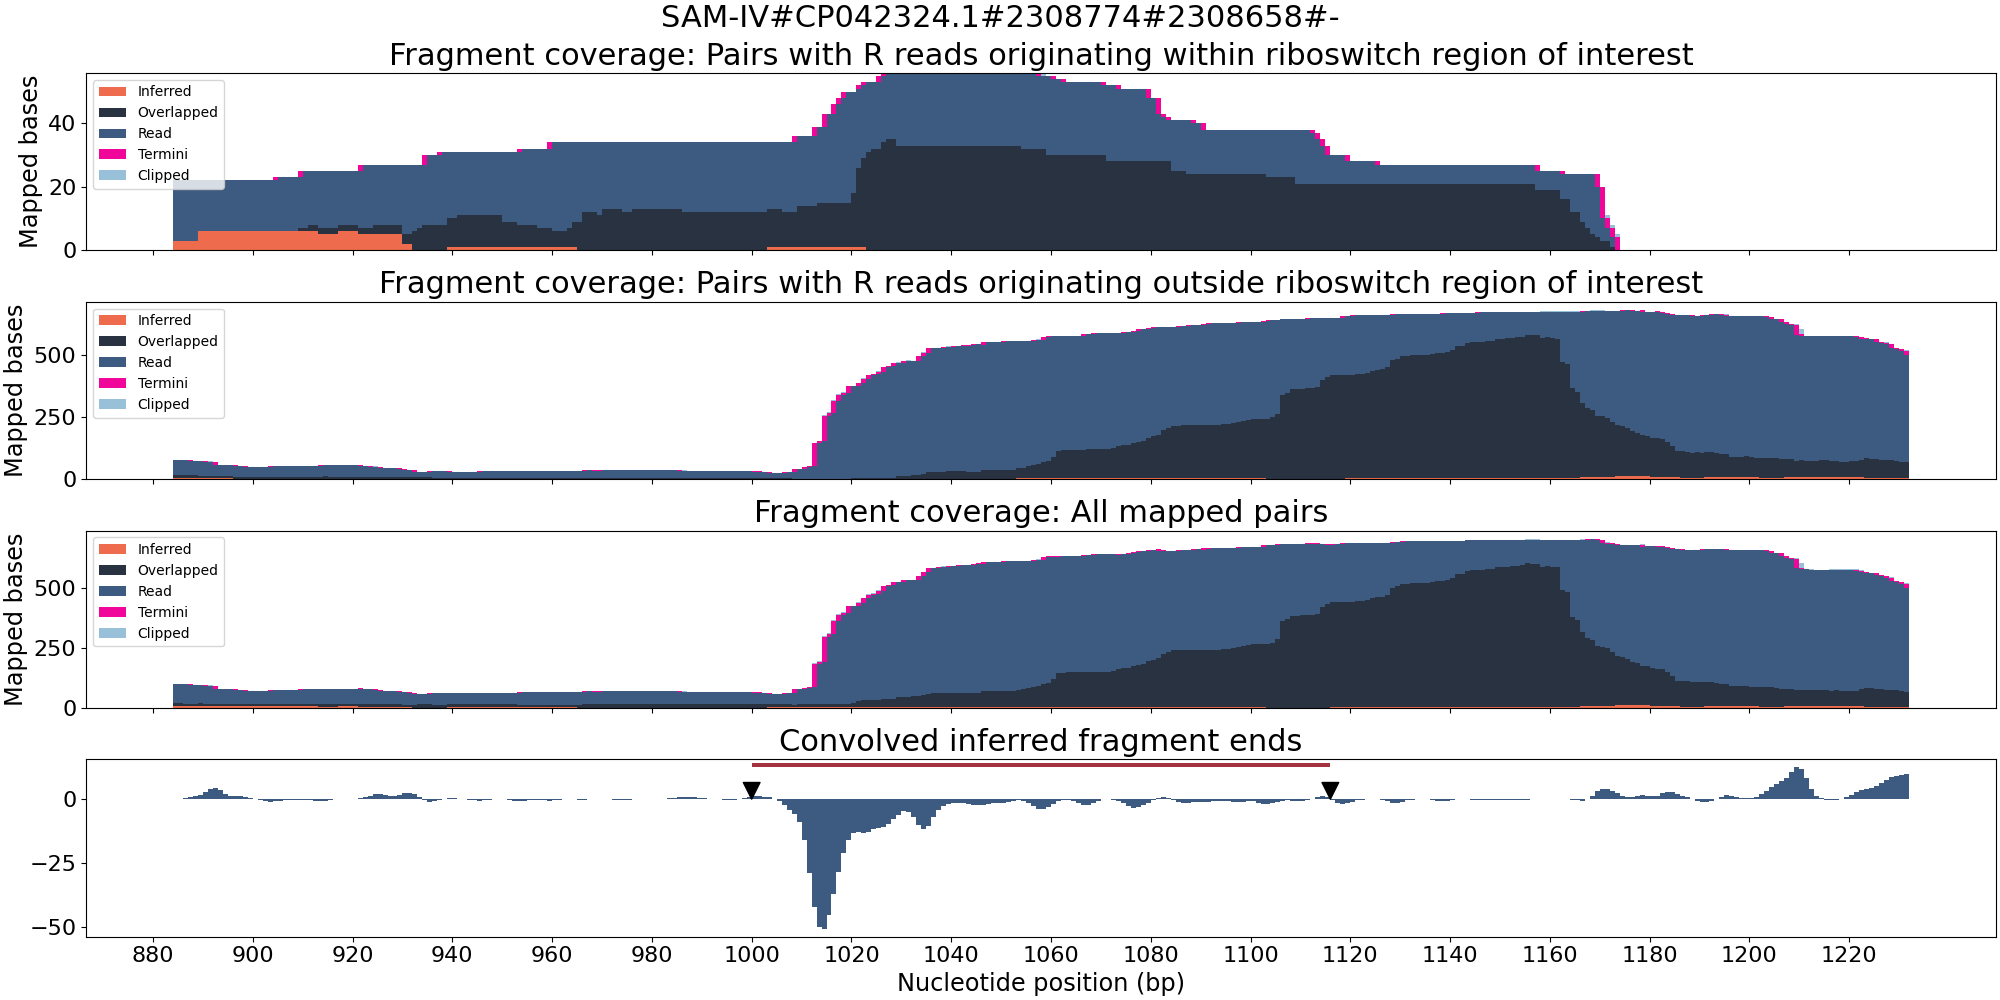 SAM-IV#CP042324.1#2308774#2308658#-
Fragment coverage: Pairs with R reads originating within riboswitch region of interest
Mapped bases
40
20
0
Inferred
Overlapped
Read
Termini
Clipped
Fragment coverage: Pairs with R reads originating outside riboswitch region of interest
Mapped bases
500
250
0
Inferred
Overlapped
Read
Termini
Clipped
Fragment coverage: All mapped pairs
Mapped bases
500
250
0
Inferred
Overlapped
Read
Termini
Clipped
Convolved inferred fragment ends
0
−25
−50
880 900 920 940 960 980 1000 1020 1040 1060 1080 1100 1120 1140 1160 1180 1200 1220
Nucleotide position (bp)